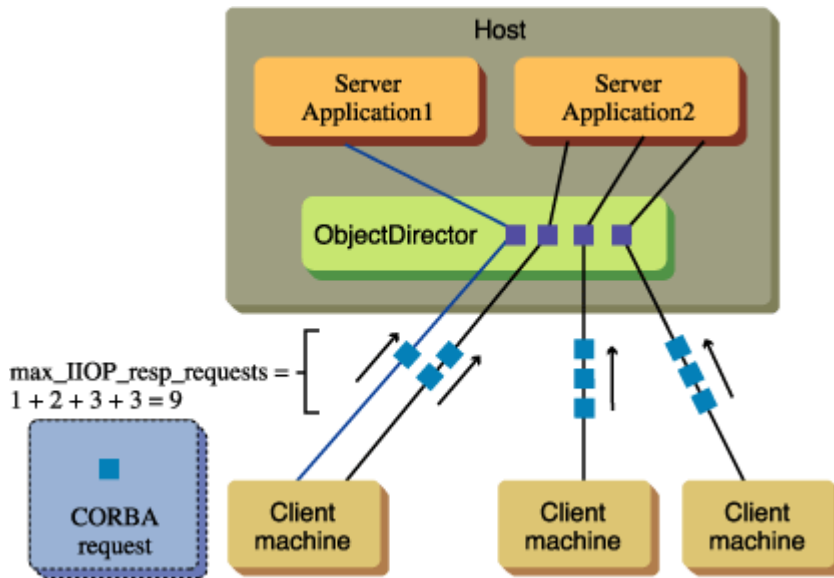 Host
Server
Application1
Server
Application2
ObjectDirector
max_IIOP_resp_requests =
1 + 2 + 3 + 3 = 9
CORBA
request
Client
machine
Client
machine
Client
machine